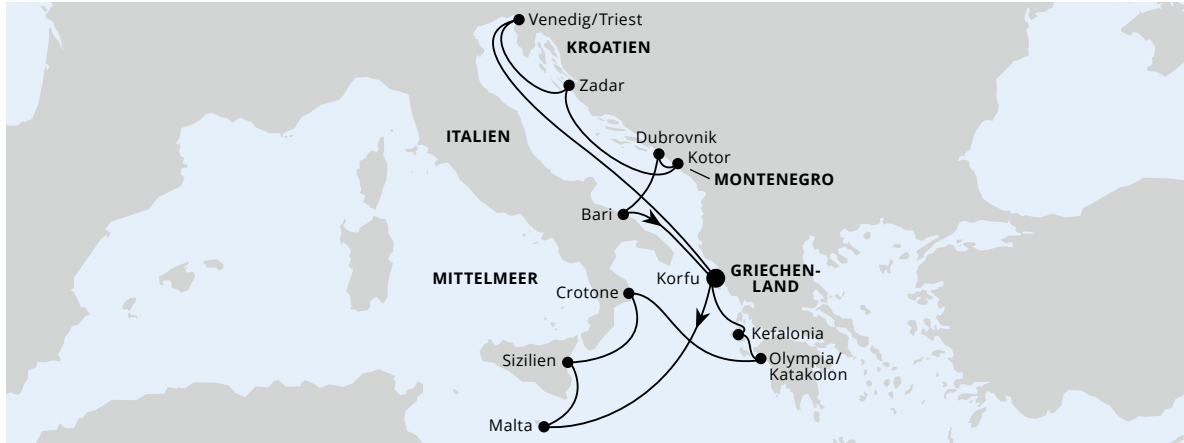 Venedig/Triest
KROATIEN
Zadar
ITALIEN
Dubrovnik
Kotor
MONTENEGRO
Bari
MITTELMEER
Korfu
GRIECHEN-
LAND
Crotone
Kefalonia
Sizilien
Olympia/
Katakolon
Malta